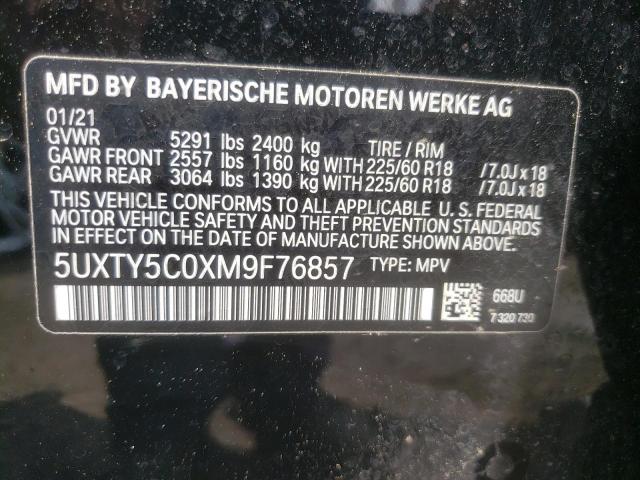 MFD BY BAYERISCHE MOTOREN WERKE AG
01/21
GVWR 5291 lbs 2400 kg TIRE / RIM
GAWR FRONT 2557 lbs 1160 kg WITH 225/60 R18 / 7.0J x 18
GAWR REAR 3064 lbs 1390 kg WITH 225/60 R18 / 7.0J x 18
THIS VEHICLE CONFORMS TO ALL APPLICABLE U. S. FEDERAL
MOTOR VEHICLE SAFETY AND THEFT PREVENTION STANDARDS
IN EFFECT ON THE DATE OF MANUFACTURE SHOWN ABOVE.
5UXTY5C0XM9F76857 TYPE: MPV
668U
7 320 730